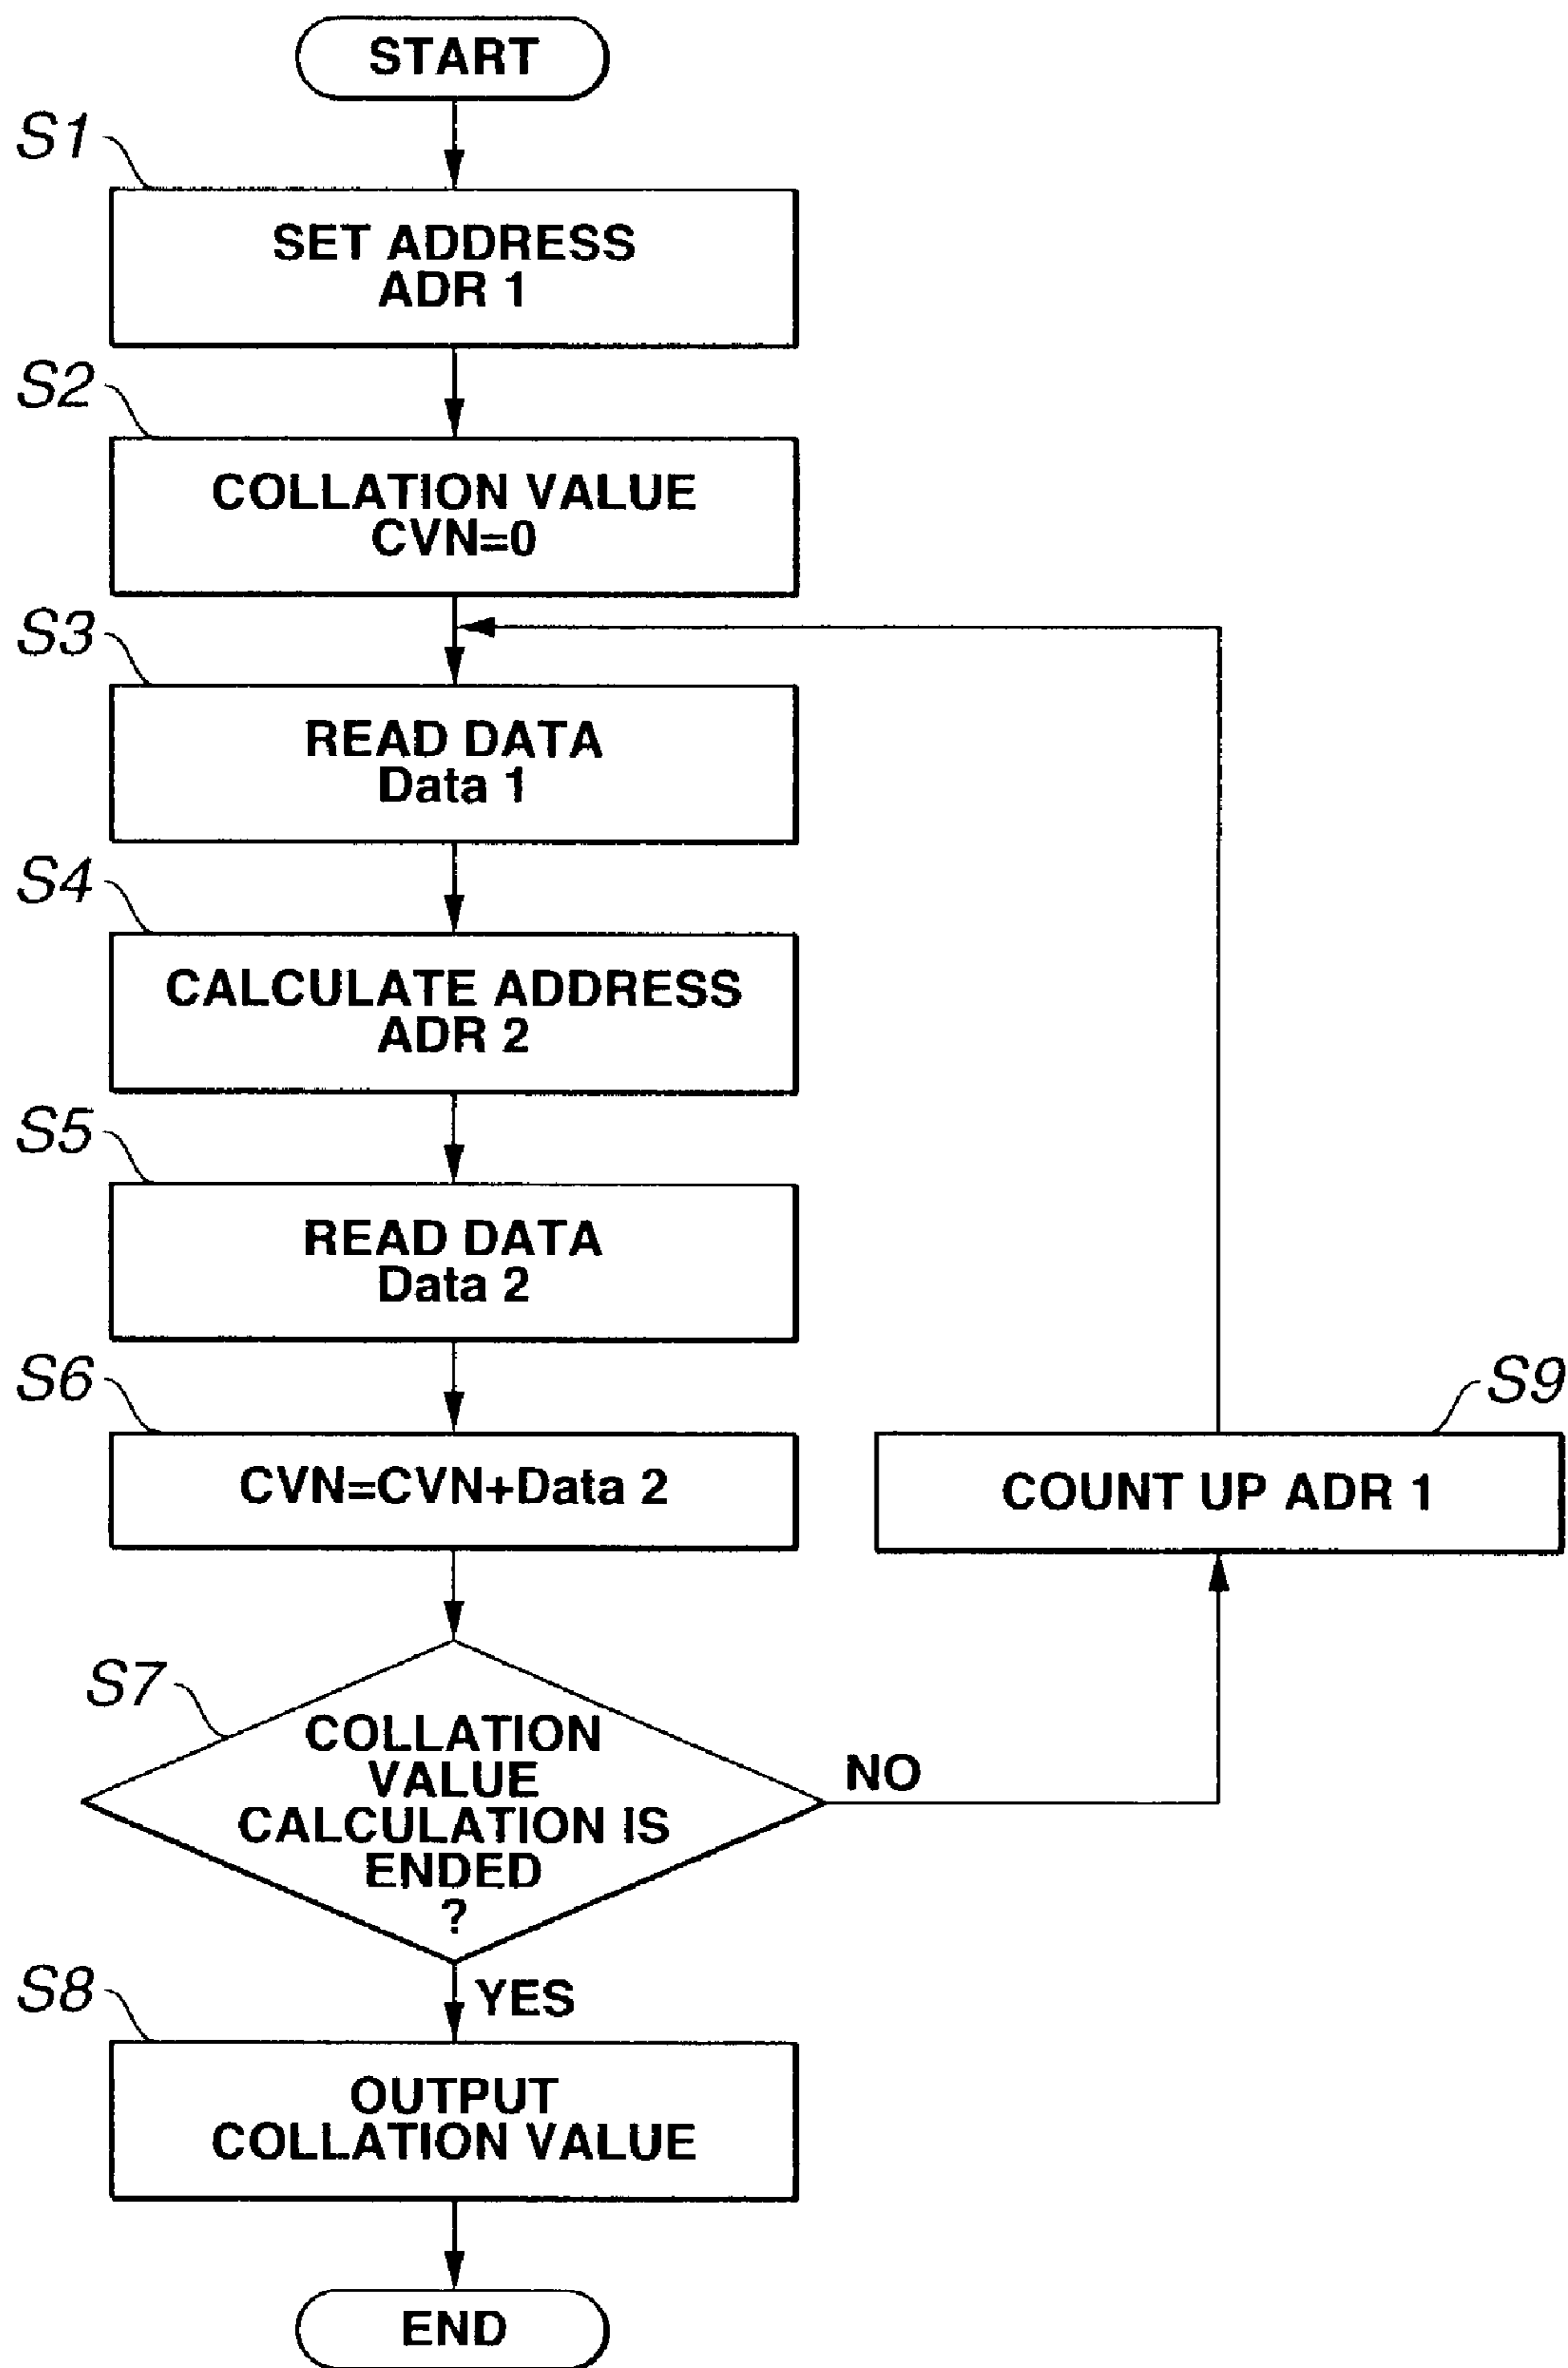 START
S1
SET ADDRESS
ADR 1
S2
COLLATION VALUE
CVN=0
S3
READ DATA
Data 1
S4
CALCULATE ADDRESS
ADR 2
S5
READ DATA
Data 2
S6
CVN=CVN+Data 2
S9
COUNT UP ADR 1
S7
COLLATION
VALUE
CALCULATION IS
ENDED
?
NO
YES
S8
OUTPUT
COLLATION VALUE
END